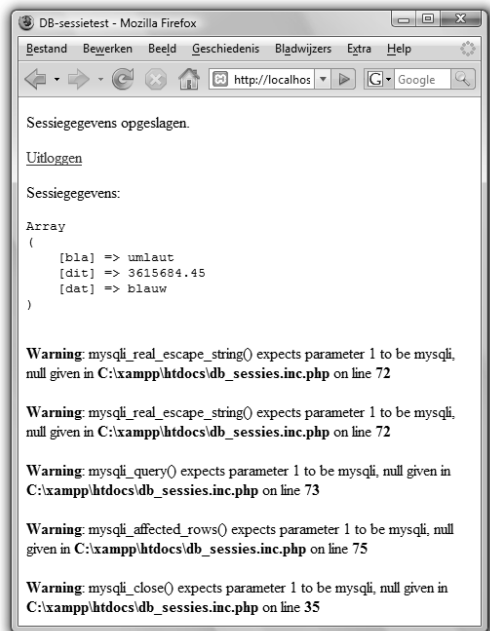 DB-sessietest - Mozilla Firefox
Bestand Bewerken Beeld Geschiedenis Bladwijzers Extra Help
http://localhos G Google
Sessiegegevens opgeslagen.
Uitloggen
Sessiegegevens:
Array
(
[bla] => umlaut
[dit] => 3615684.45
[dat] => blauw
)
Warning: mysqli_real_escape_string() expects parameter 1 to be mysqli,
null given in C:\xampp\htdocs\db_sessies.inc.php on line 72
Warning: mysqli_real_escape_string() expects parameter 1 to be mysqli,
null given in C:\xampp\htdocs\db_sessies.inc.php on line 72
Warning: mysqli_query() expects parameter 1 to be mysqli, null given in
C:\xampp\htdocs\db_sessies.inc.php on line 73
Warning: mysqli_affected_rows() expects parameter 1 to be mysqli, null
given in C:\xampp\htdocs\db_sessies.inc.php on line 75
Warning: mysqli_close() expects parameter 1 to be mysqli, null given in
C:\xampp\htdocs\db_sessies.inc.php on line 35